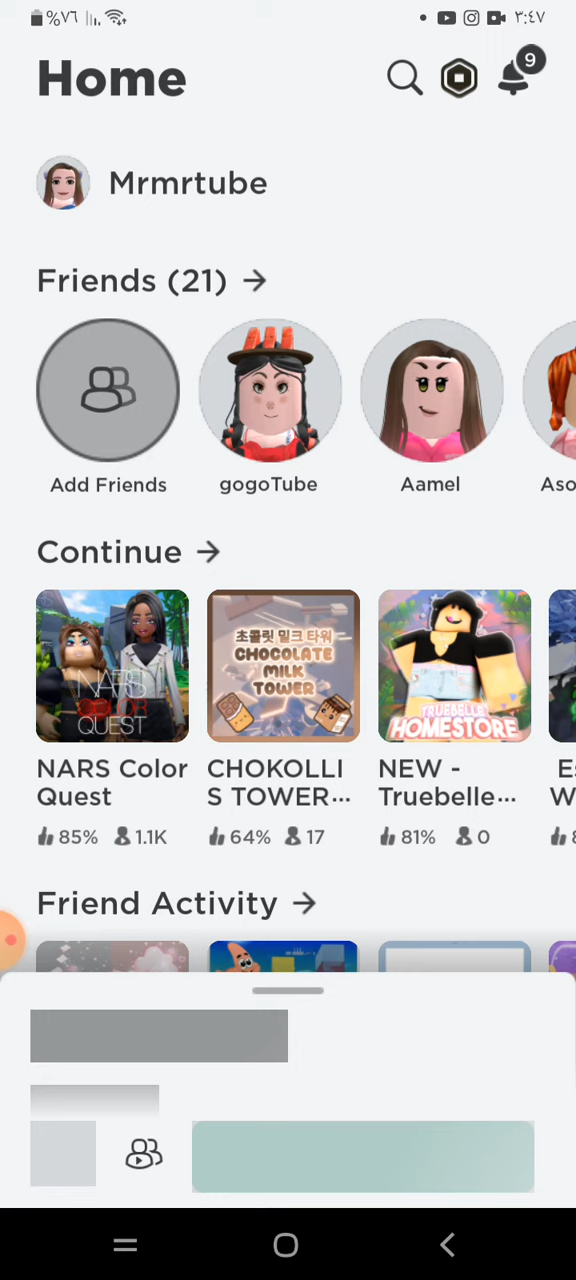 %٧٦
٣:٤٧
Home
9
Mrmrtube
Friends (21) →
Add Friends
gogoTube
Aamel
Aso
Continue →
NARS
COLOR
QUEST
초콜릿 밀크 타워
CHOCOLATE
MILK
TOWER
TRUEBELLE
HOMESTORE
NARS Color
Quest
CHOKOLLI
S TOWER...
NEW -
Truebelle...
Es
W
85%
1.1K
64%
17
81%
0
8
Friend Activity →